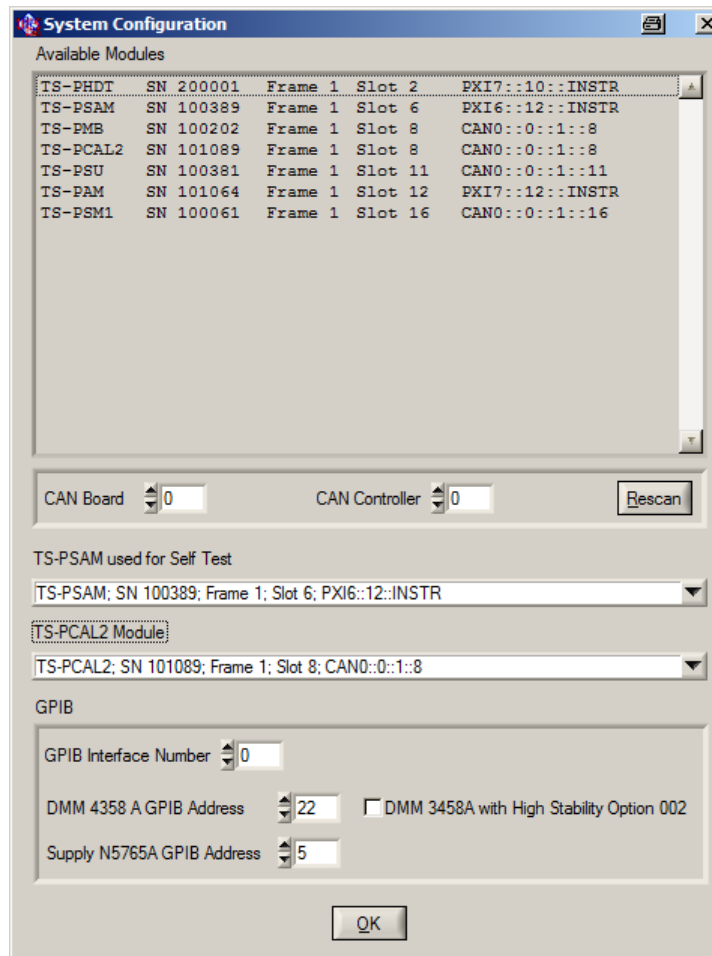 System Configuration
Available Modules
TS-PHDT SN 200001 Frame 1 Slot 2 PXI7::10::INSTR
TS-PSAM SN 100389 Frame 1 Slot 6 PXI6::12::INSTR
TS-PMB SN 100202 Frame 1 Slot 8 CAN0::0::1::8
TS-PCAL2 SN 101089 Frame 1 Slot 8 CAN0::0::1::8
TS-PSU SN 100381 Frame 1 Slot 11 CAN0::0::1::11
TS-PAM SN 101064 Frame 1 Slot 12 PXI7::12::INSTR
TS-PSM1 SN 100061 Frame 1 Slot 16 CAN0::0::1::16
CAN Board 0 CAN Controller 0 Rescan
TS-PSAM used for Self Test
TS-PSAM; SN 100389; Frame 1; Slot 6; PXI6::12::INSTR
TS-PCAL2 Module
TS-PCAL2; SN 101089; Frame 1; Slot 8; CAN0::0::1::8
GPIB
GPIB Interface Number 0
DMM 4358 A GPIB Address 22 DMM 3458A with High Stability Option 002
Supply N5765A GPIB Address 5
OK